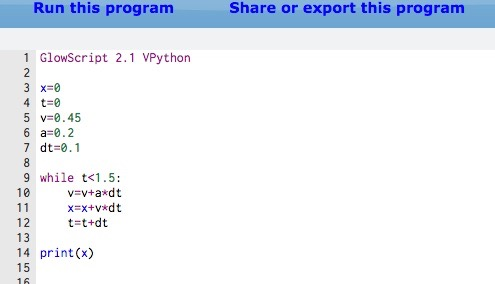 Run this program Share or export this program
1 GlowScript 2.1 VPython
2
3 x=0
4 t=0
5 v=0.45
6 a=0.2
7 dt=0.1
8
9 while t<1.5:
10 v=v+a*dt
11 x=x+v*dt
12 t=t+dt
13
14 print(x)
15
16